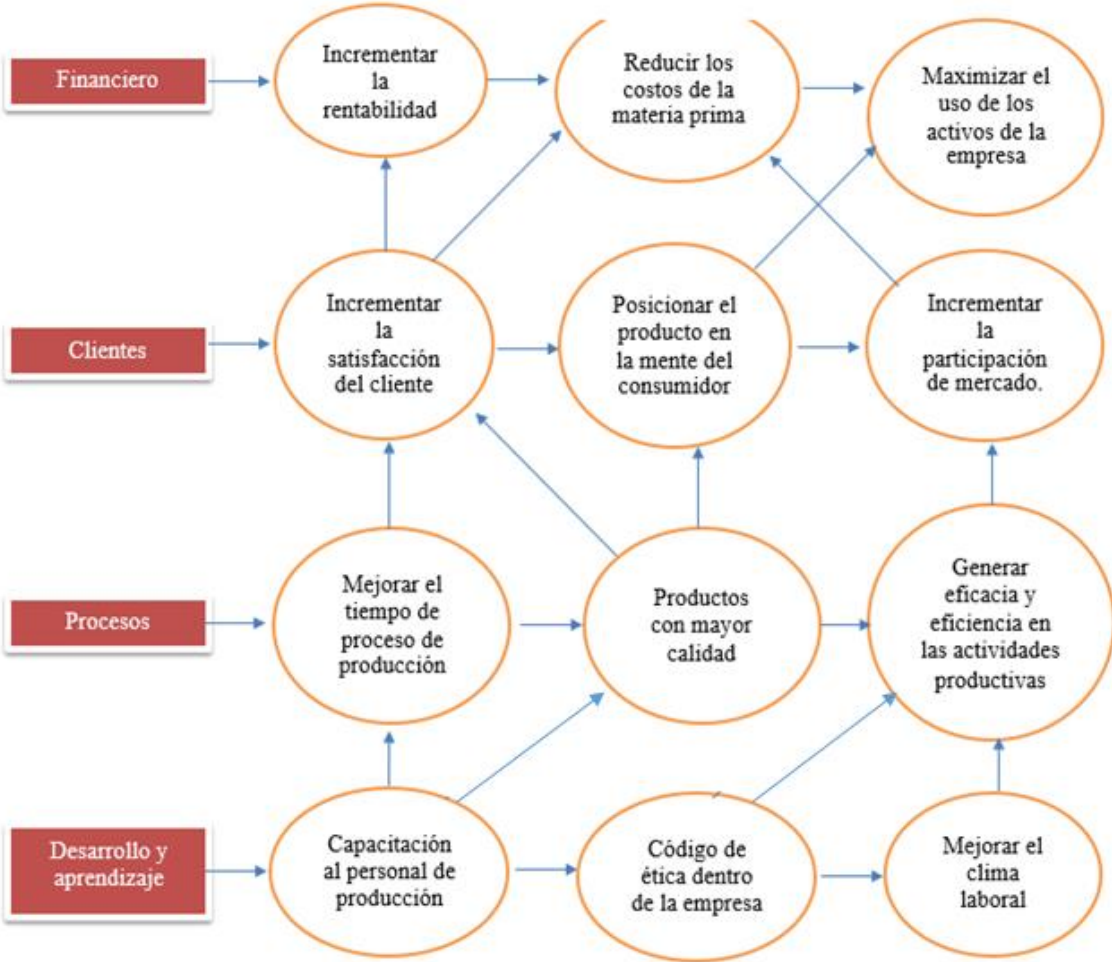 Financiero
Incrementar
la
rentabilidad
Reducir los
costos de la
materia prima
Maximizar el
uso de los
activos de la
empresa
Clientes
Incrementar
la
satisfacción
del cliente
Posicionar el
producto en
la mente del
consumidor
Incrementar
la
participación
de mercado.
Procesos
Mejorar el
tiempo de
proceso de
producción
Productos
con mayor
calidad
Generar
eficacia y
eficiencia en
las actividades
productivas
Desarrollo y
aprendizaje
Capacitación
al personal de
producción
Código de
ética dentro
de la empresa
Mejorar el
clima
laboral